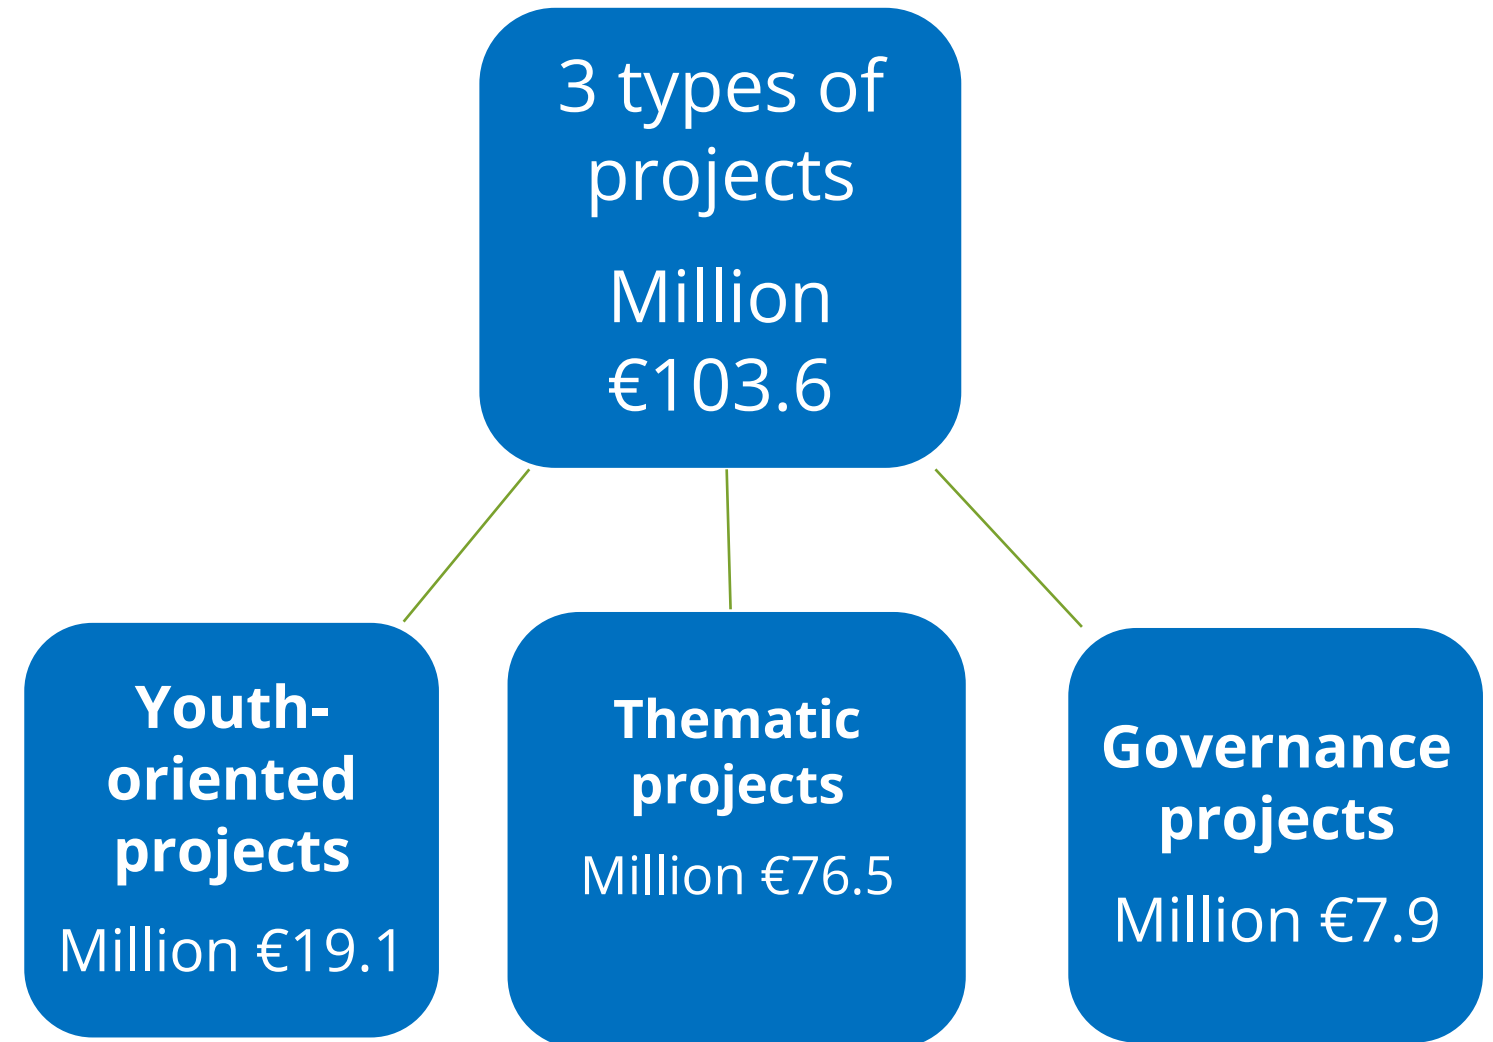 3 types of
projects
Million
€103.6
Youth-
oriented
projects
Million €19.1
Thematic
projects
Million €76.5
Governance
projects
Million €7.9